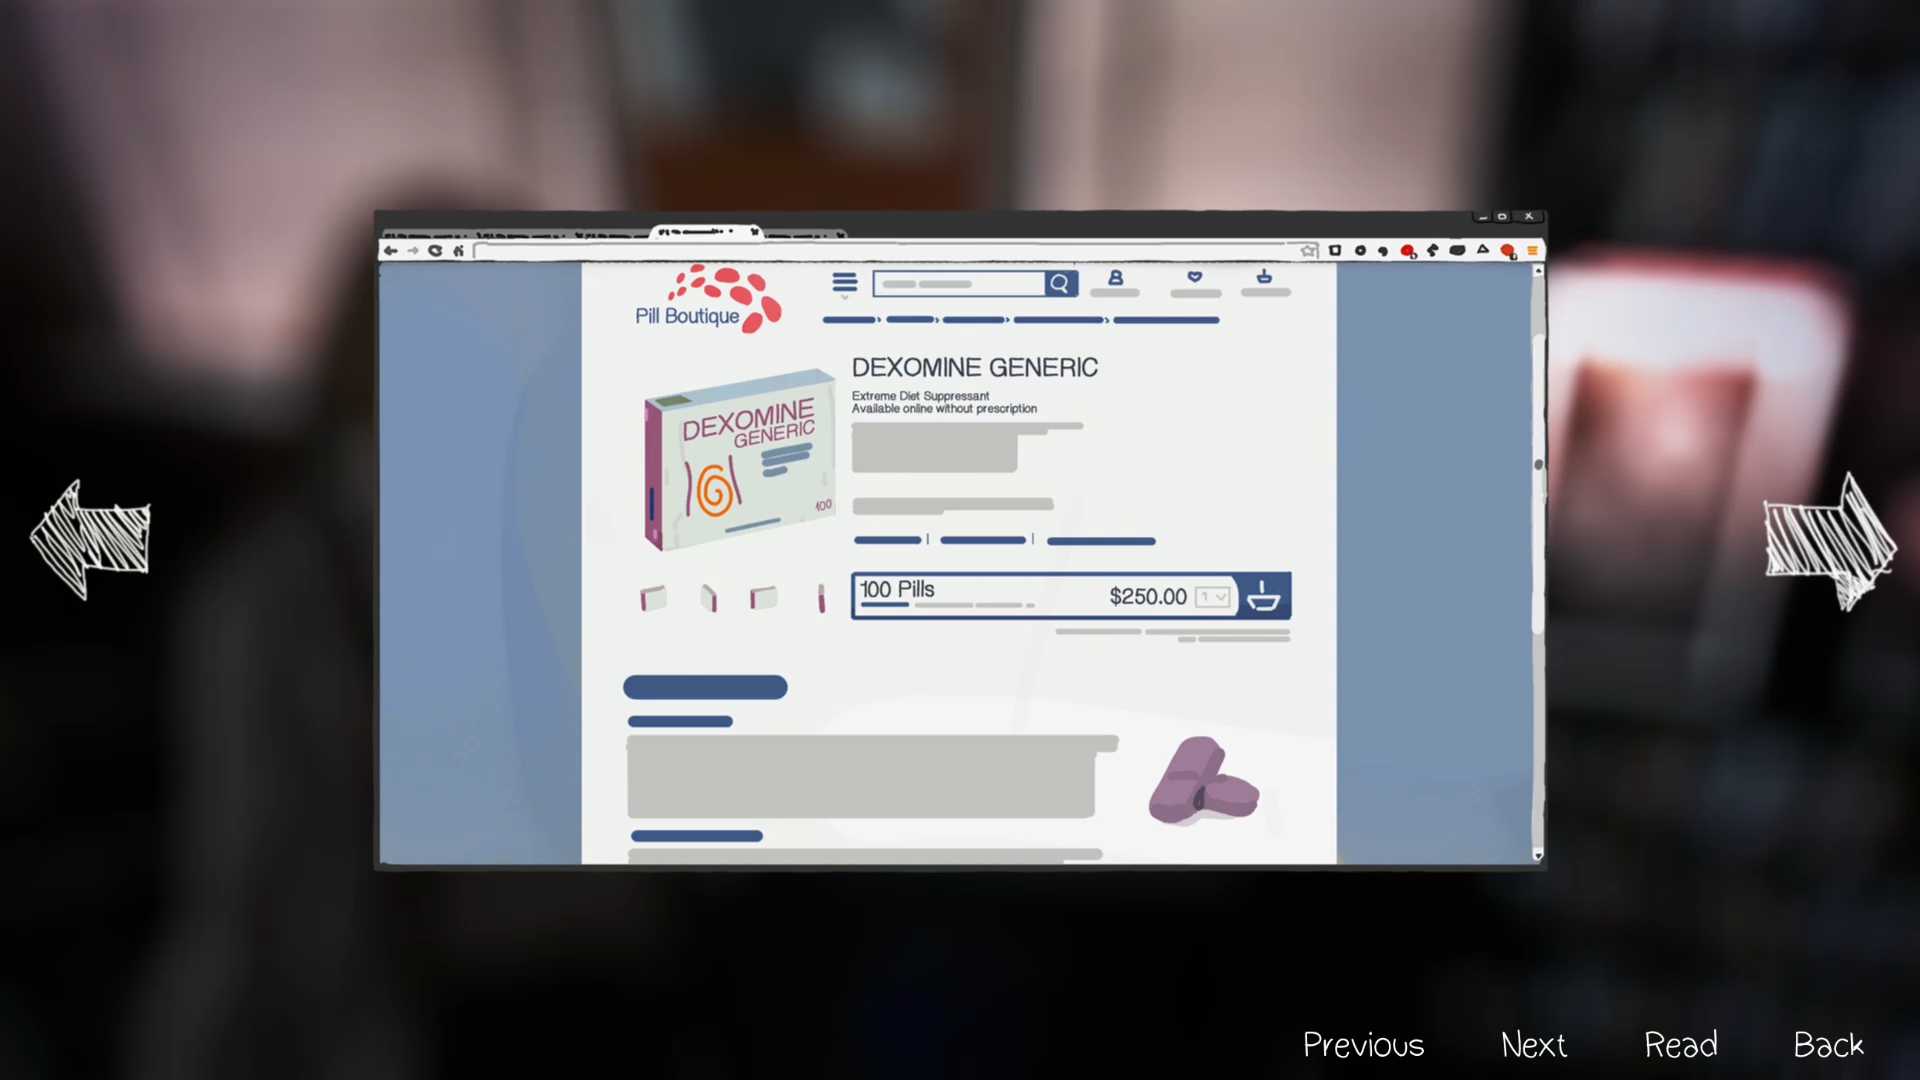 Pill Boutique
DEXOMINE GENERIC
Extreme Diet Suppressant
Available online without prescription
DEXOMINE
GENERIC
100
100 Pills
$250.00
1
Previous
Next
Read
Back